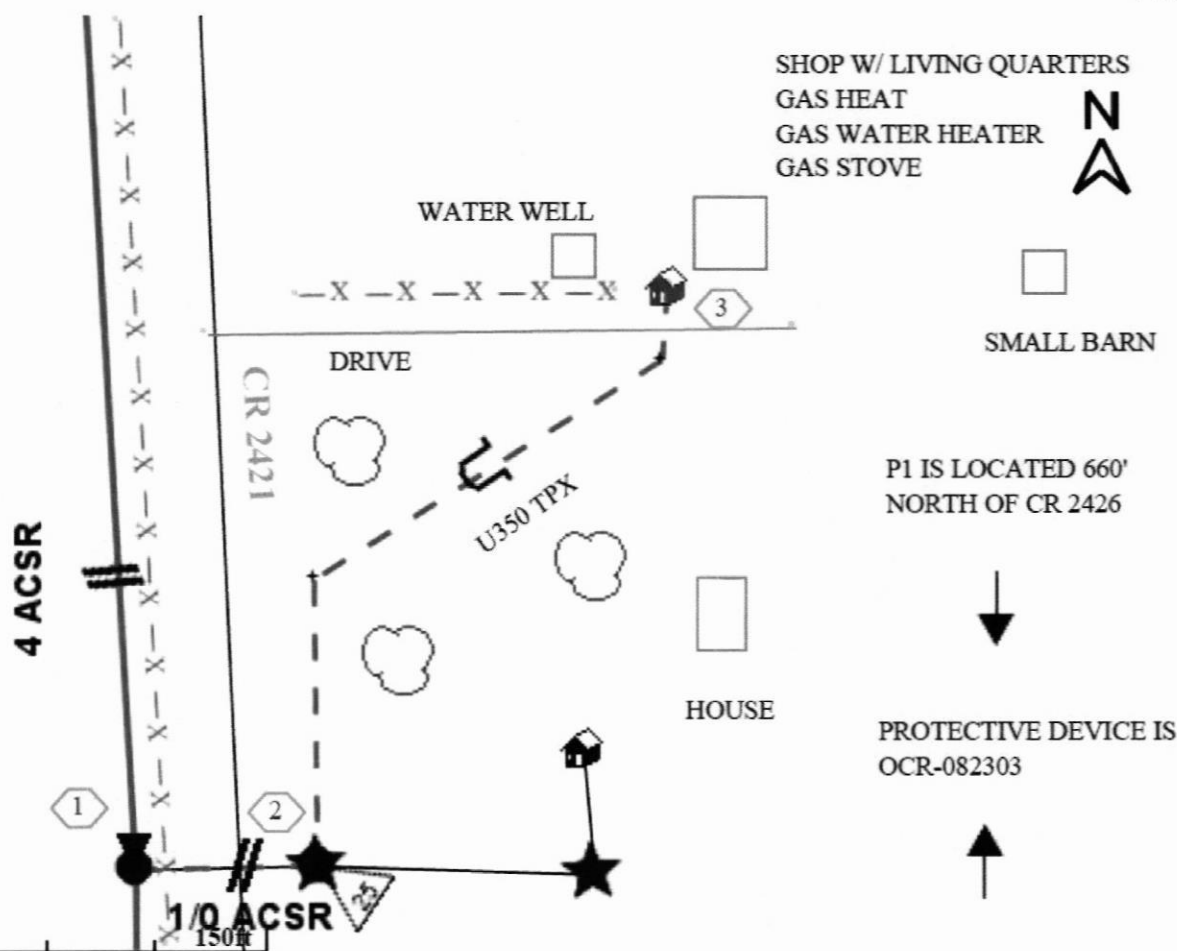 SHOP W/ LIVING QUARTERS
GAS HEAT
GAS WATER HEATER
GAS STOVE
N
WATER WELL
—X —X —X —X —X
3
SMALL BARN
DRIVE
CR 2421
U350 TPX
P1 IS LOCATED 660'
NORTH OF CR 2426
4 ACSR
HOUSE
PROTECTIVE DEVICE IS
OCR-082303
1
2
25
1/0 ACSR
150ft